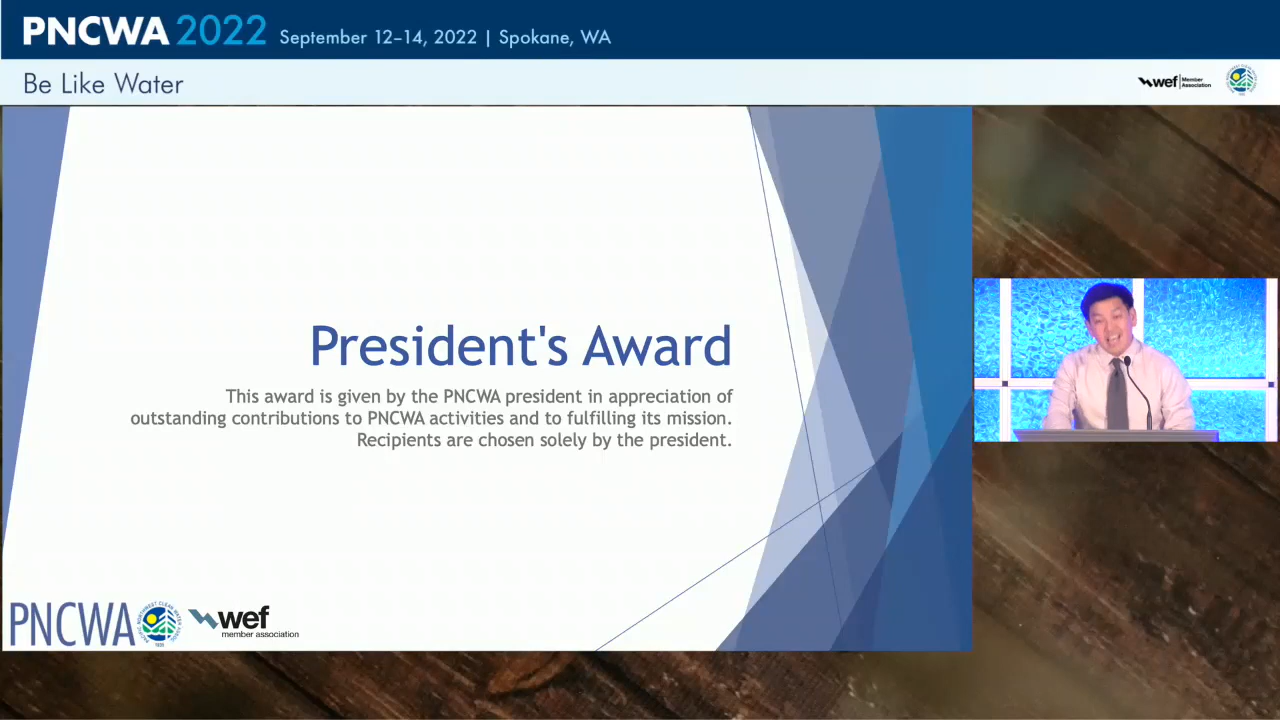 PNCWA 2022 September 12–14, 2022 | Spokane, WA
Be Like Water
wef Member Association
President's Award
This award is given by the PNCWA president in appreciation of
outstanding contributions to PNCWA activities and to fulfilling its mission.
Recipients are chosen solely by the president.
PNCWA
wef
member association